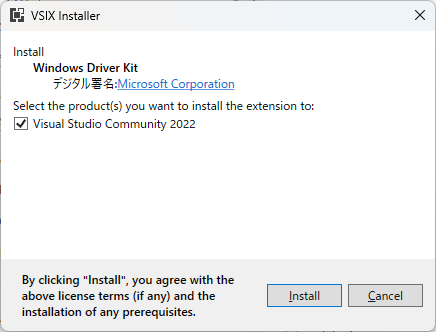 VSIX Installer
Install
Windows Driver Kit
デジタル署名:Microsoft Corporation
Select the product(s) you want to install the extension to:
Visual Studio Community 2022
By clicking "Install", you agree with the
above license terms (if any) and the
installation of any prerequisites.
Install
Cancel